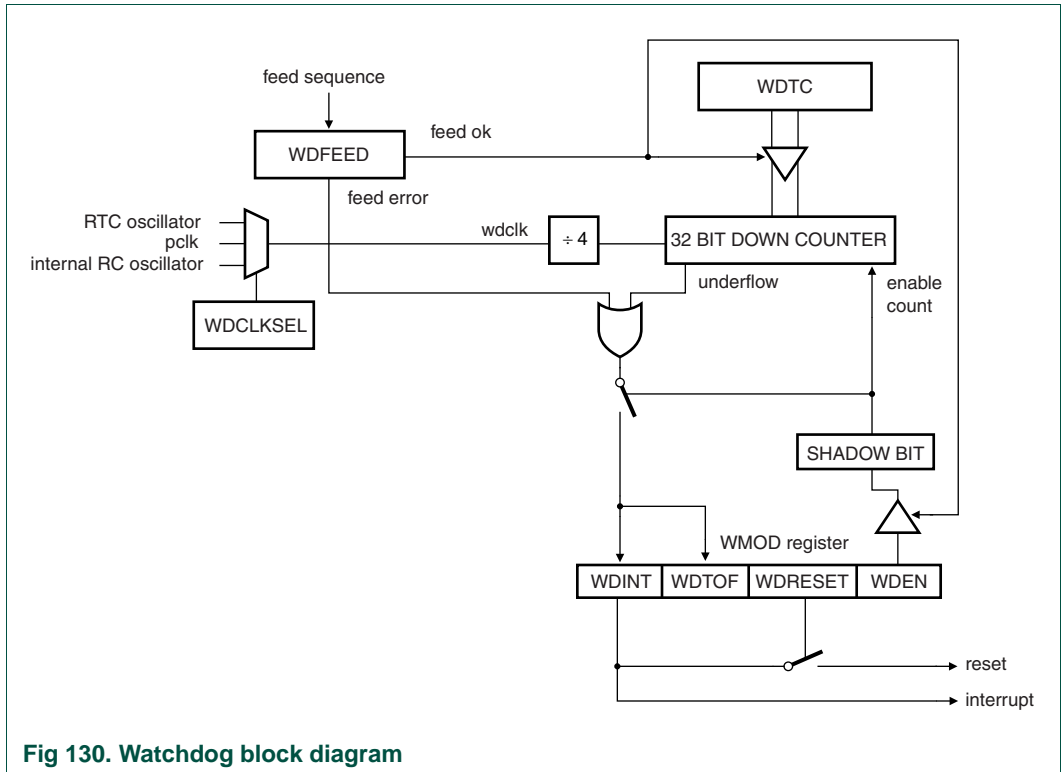 feed sequence
WDTC
feed ok
WDFEED
feed error
RTC oscillator
pclk
internal RC oscillator
wdclk
÷ 4
32 BIT DOWN COUNTER
underflow
enable
count
WDCLKSEL
SHADOW BIT
WMOD register
WDINT WDTOF WDRESET WDEN
reset
interrupt
Fig 130. Watchdog block diagram